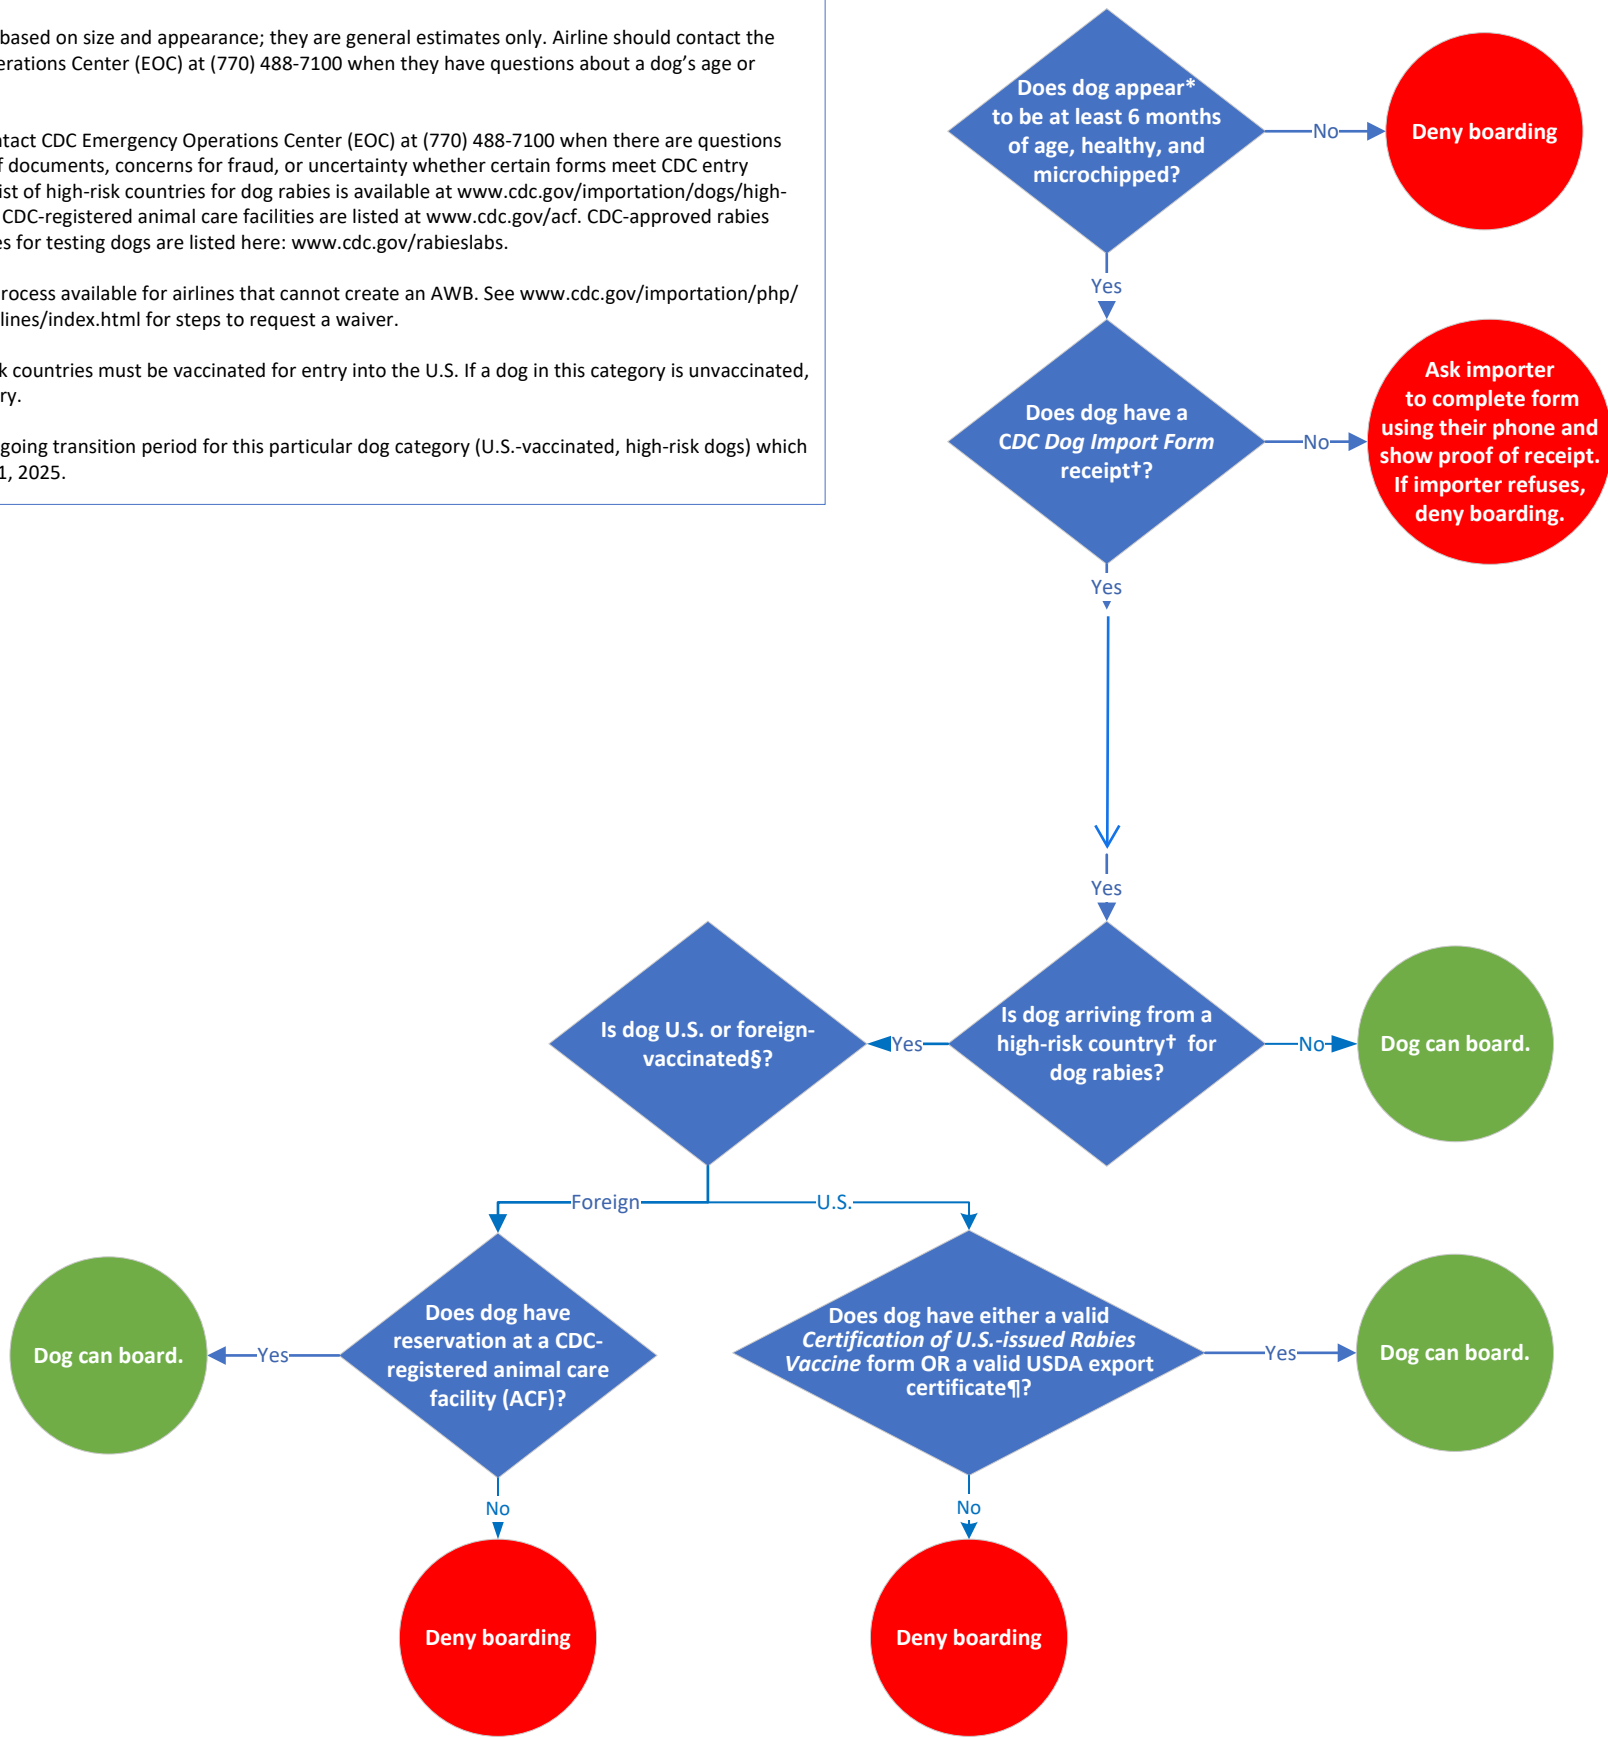 based on size and appearance; they are general estimates only. Airline should contact the
erations Center (EOC) at (770) 488-7100 when they have questions about a dog's age or
ntact CDC Emergency Operations Center (EOC) at (770) 488-7100 when there are questions
f documents, concerns for fraud, or uncertainty whether certain forms meet CDC entry
ist of high-risk countries for dog rabies is available at www.cdc.gov/importation/dogs/high-
CDC-registered animal care facilities are listed at www.cdc.gov/acf. CDC-approved rabies
es for testing dogs are listed here: www.cdc.gov/rabieslabs.
rocess available for airlines that cannot create an AWB. See www.cdc.gov/importation/php/
lines/index.html for steps to request a waiver.
k countries must be vaccinated for entry into the U.S. If a dog in this category is unvaccinated,
ry.
going transition period for this particular dog category (U.S.-vaccinated, high-risk dogs) which
1, 2025.
Does dog appear*
to be at least 6 months
of age, healthy, and
microchipped?
No
Deny boarding
Yes
Does dog have a
CDC Dog Import Form
receipt†?
No
Ask importer
to complete form
using their phone and
show proof of receipt.
If importer refuses,
deny boarding.
Yes
Yes
Is dog arriving from a
high-risk country† for
dog rabies?
No
Dog can board.
Yes
Is dog U.S. or foreign-
vaccinated§?
Foreign
U.S.
Does dog have
reservation at a CDC-
registered animal care
facility (ACF)?
Yes
Dog can board.
No
Deny boarding
Does dog have either a valid
Certification of U.S.-issued Rabies
Vaccine form OR a valid USDA export
certificate¶?
Yes
Dog can board.
No
Deny boarding